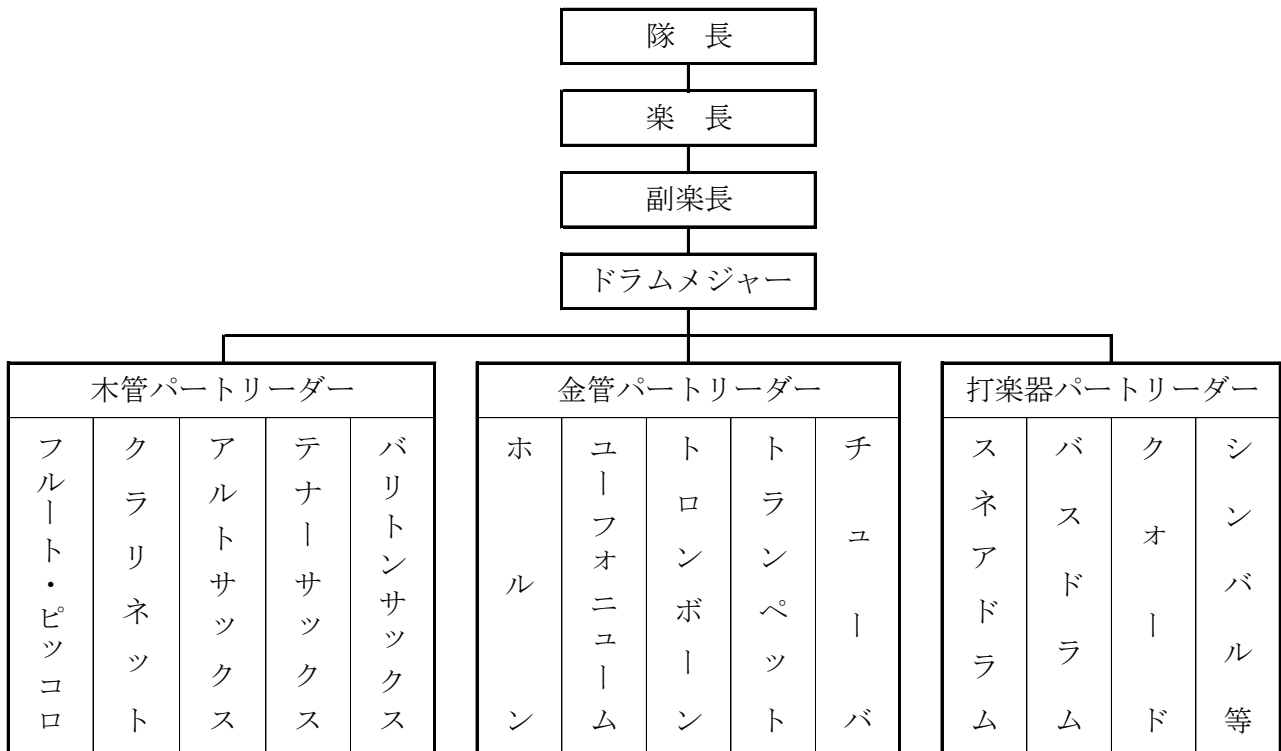 隊　長
楽　長
副楽長
ドラムメジャー
木管パートリーダー
フルート・ピッコロ
クラリネット
アルトサックス
テナーサックス
バリトンサックス
金管パートリーダー
ホルン
ユーフォニューム
トロンボーン
トランペット
チューバ
打楽器パートリーダー
スネアドラム
バスドラム
クォード
シンバル等